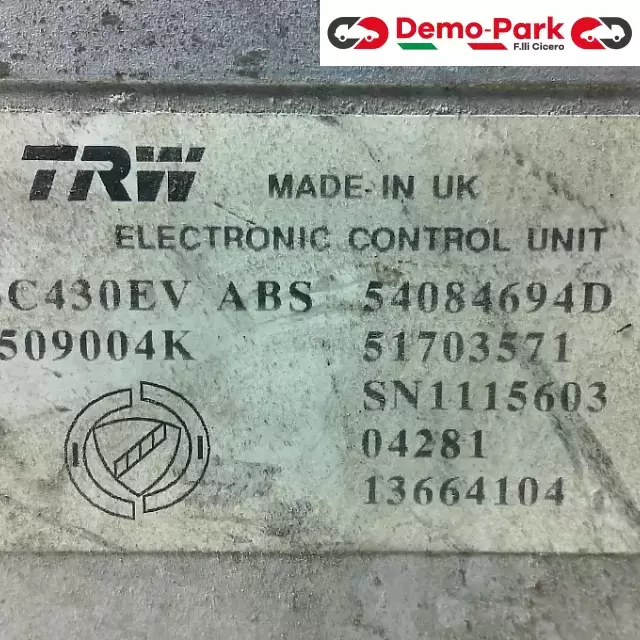 Demo-Park
F.lli Cicero
TRW MADE IN UK
ELECTRONIC CONTROL UNIT
C430EV ABS 54084694D
509004K 51703571
SN1115603
04281
13664104